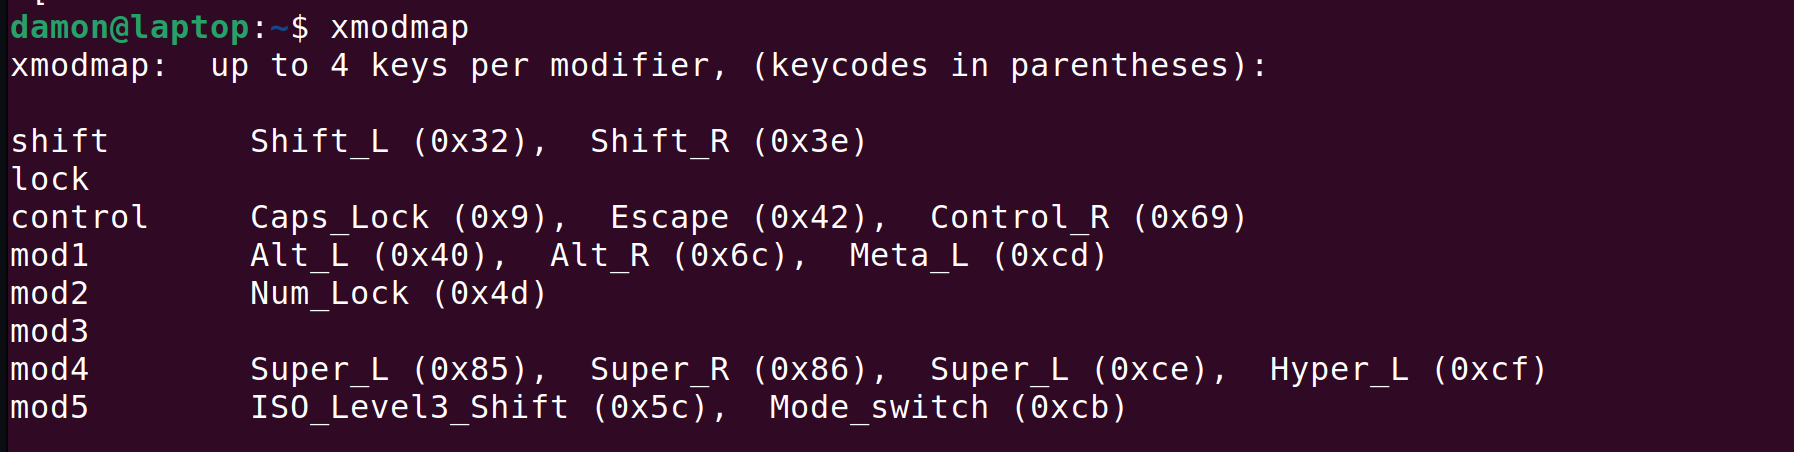 damon@laptop:~$ xmodmap
xmodmap:  up to 4 keys per modifier, (keycodes in parentheses):
shift       Shift_L (0x32),  Shift_R (0x3e)
lock
control     Caps_Lock (0x9),  Escape (0x42),  Control_R (0x69)
mod1        Alt_L (0x40),  Alt_R (0x6c),  Meta_L (0xcd)
mod2        Num_Lock (0x4d)
mod3
mod4        Super_L (0x85),  Super_R (0x86),  Super_L (0xce),  Hyper_L (0xcf)
mod5        ISO_Level3_Shift (0x5c),  Mode_switch (0xcb)